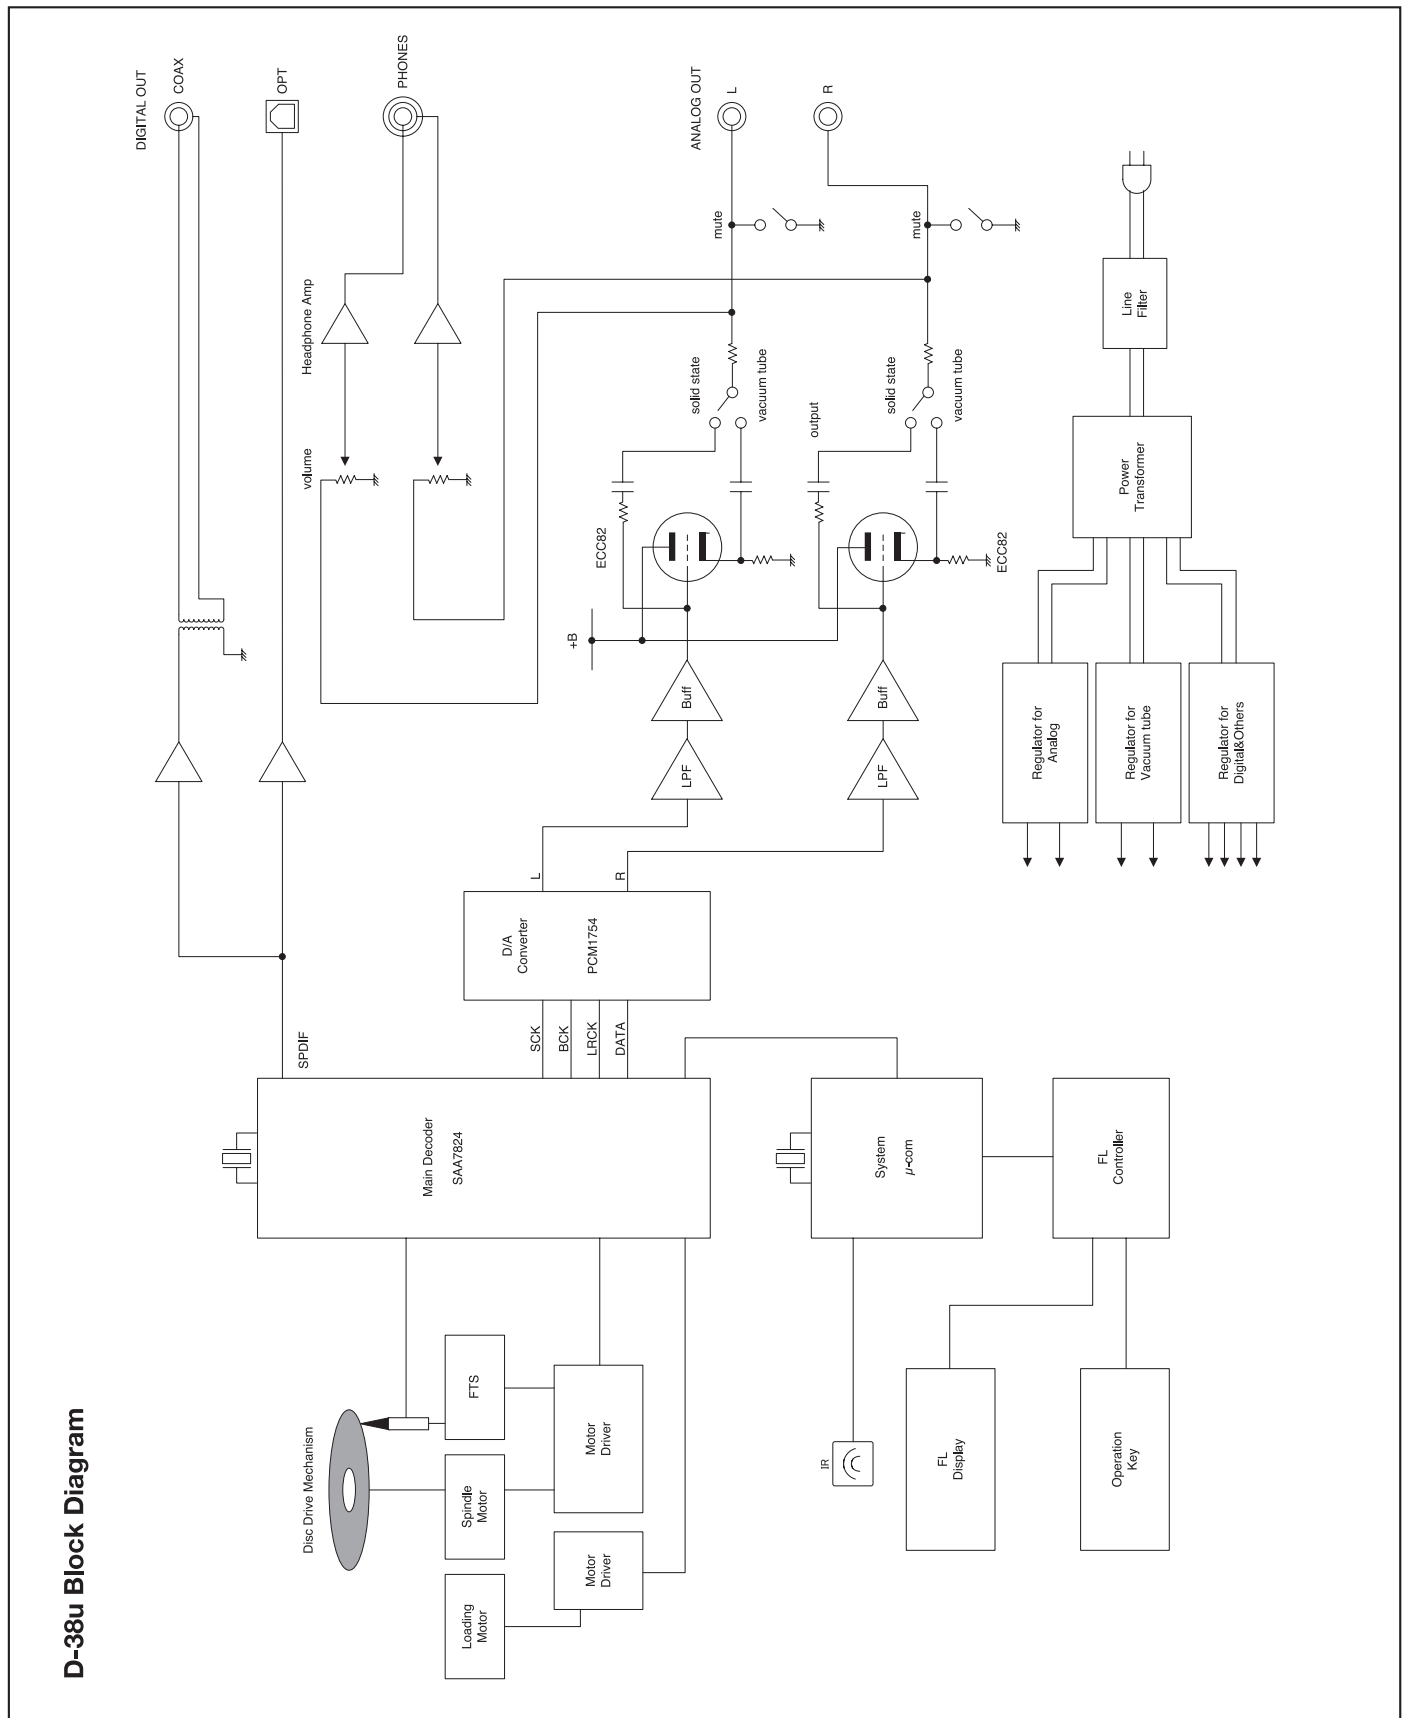 D-38u Block Diagram
DIGITAL OUT
COAX
OPT
PHONES
Headphone Amp
volume
ANALOG OUT
L
R
mute
mute
solid state
vacuum tube
output
solid state
vacuum tube
ECC82
ECC82
+B
Buff
Buff
LPF
LPF
L
R
D/A
Converter
PCM1754
SCK
BCK
LRCK
DATA
SPDIF
Main Decoder
SAA7824
System
µ-com
FL
Controller
IR
FL
Display
Operation
Key
Disc Drive Mechanism
FTS
Spindle
Motor
Loading
Motor
Motor
Driver
Motor
Driver
Line
Filter
Power
Transformer
Regulator for
Analog
Regulator for
Vacuum tube
Regulator for
Digital&Others